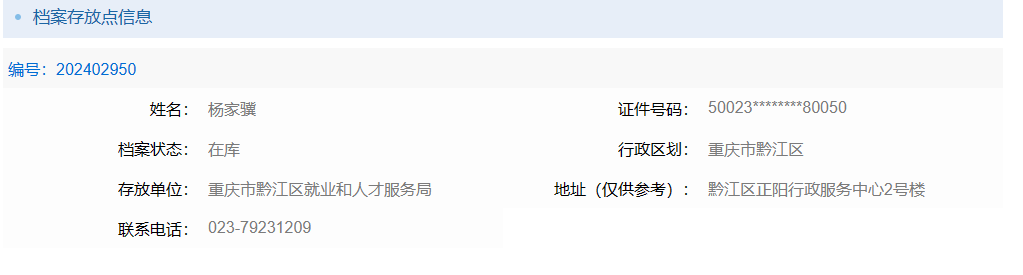 档案存放点信息
编号：202402950
姓名： 杨家骥 证件号码： 50023********80050
档案状态： 在库 行政区划： 重庆市黔江区
存放单位： 重庆市黔江区就业和人才服务局 地址（仅供参考）： 黔江区正阳行政服务中心2号楼
联系电话： 023-79231209